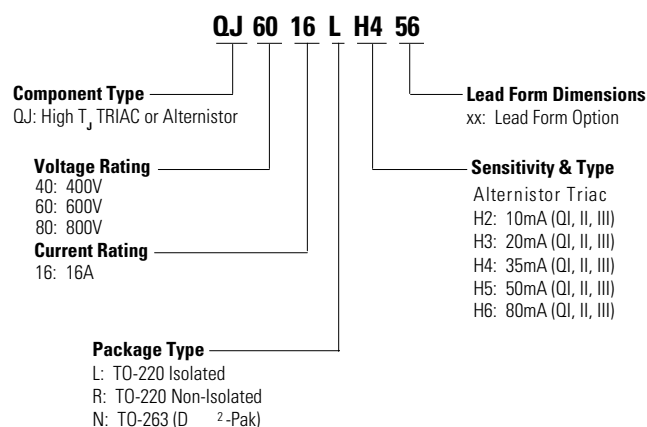 QJ 60 16 L H4 56
Component Type
QJ: High TJ TRIAC or Alternistor
Voltage Rating
40: 400V
60: 600V
80: 800V
Current Rating
16: 16A
Package Type
L: TO-220 Isolated
R: TO-220 Non-Isolated
N: TO-263 (D 2 -Pak)
Lead Form Dimensions
xx: Lead Form Option
Sensitivity & Type
Alternistor Triac
H2: 10mA (QI, II, III)
H3: 20mA (QI, II, III)
H4: 35mA (QI, II, III)
H5: 50mA (QI, II, III)
H6: 80mA (QI, II, III)